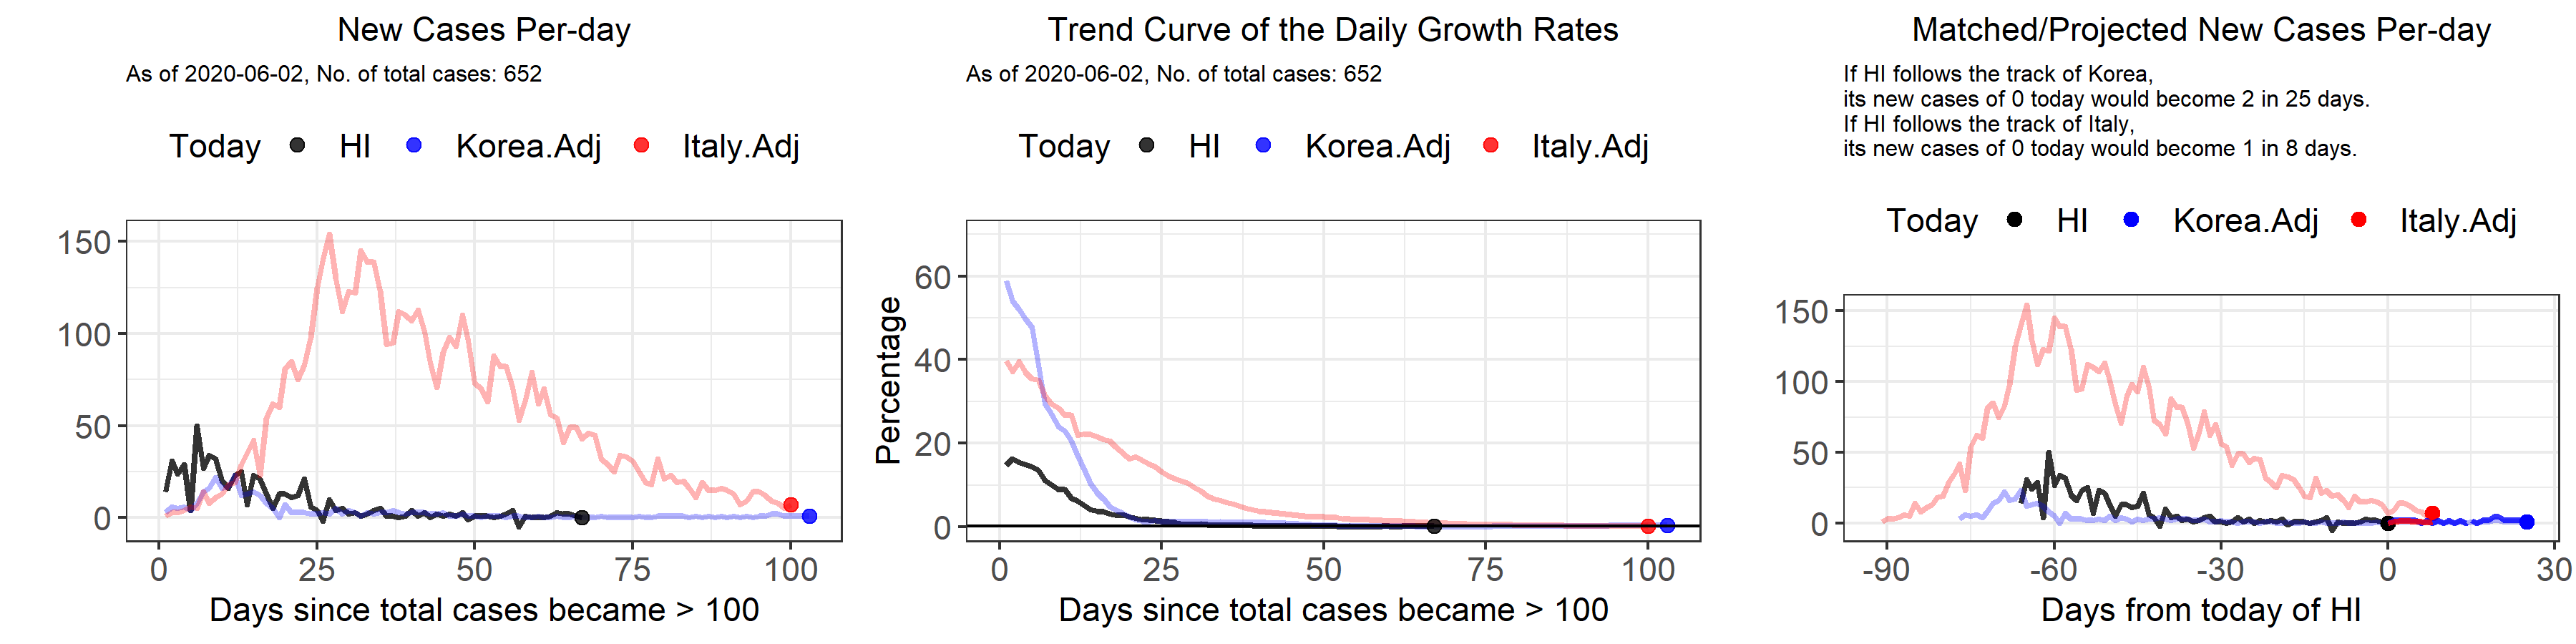 New Cases Per-day
As of 2020-06-02, No. of total cases: 652
Today HI Korea.Adj Italy.Adj
150
100
50
0
0 25 50 75 100
Days since total cases became > 100
Trend Curve of the Daily Growth Rates
As of 2020-06-02, No. of total cases: 652
Today HI Korea.Adj Italy.Adj
Percentage
60
40
20
0
0 25 50 75 100
Days since total cases became > 100
Matched/Projected New Cases Per-day
If HI follows the track of Korea,
its new cases of 0 today would become 2 in 25 days.
If HI follows the track of Italy,
its new cases of 0 today would become 1 in 8 days.
Today HI Korea.Adj Italy.Adj
150
100
50
0
-90 -60 -30 0 30
Days from today of HI